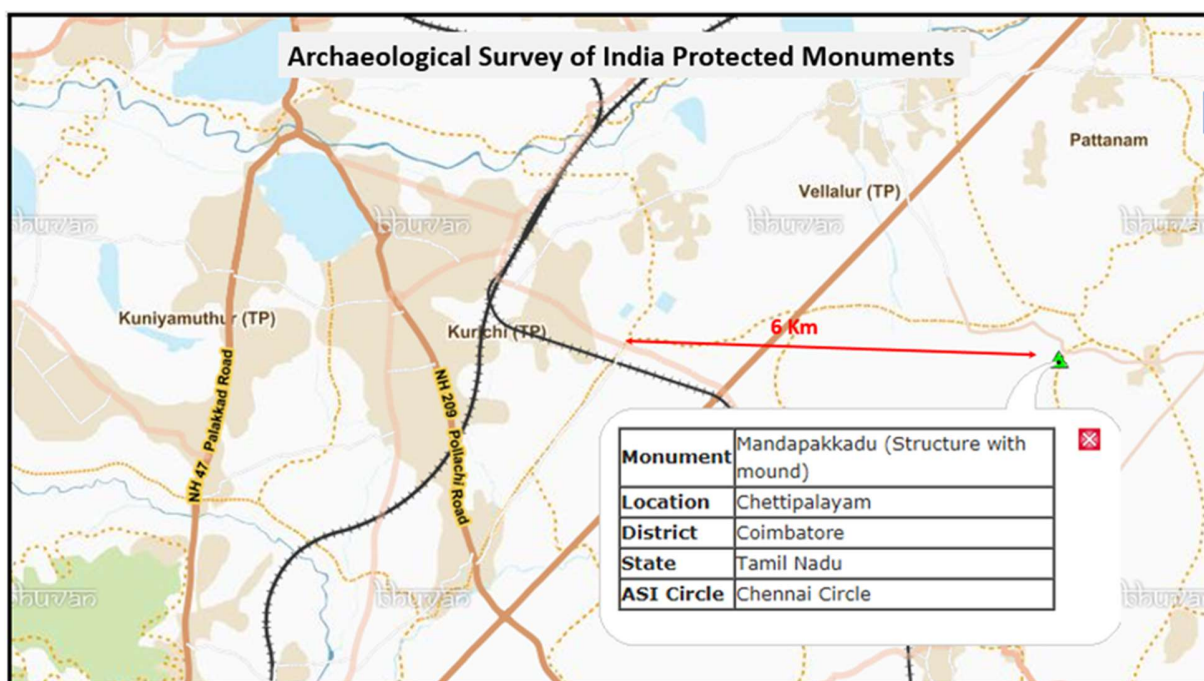 Archaeological Survey of India Protected Monuments
Pattanam
Vellalur (TP)
bhuvan
bhuvan
bhuvan
bhuvan
Kuniyamuthur (TP)
Kurichi (TP)
6 Km
NH 47 Palakkad Road
NH 209 Pollachi Road
Monument Mandapakkadu (Structure with
mound)
Location Chettipalayam
District Coimbatore
State Tamil Nadu
ASI Circle Chennai Circle
bhuvan
bhuvan